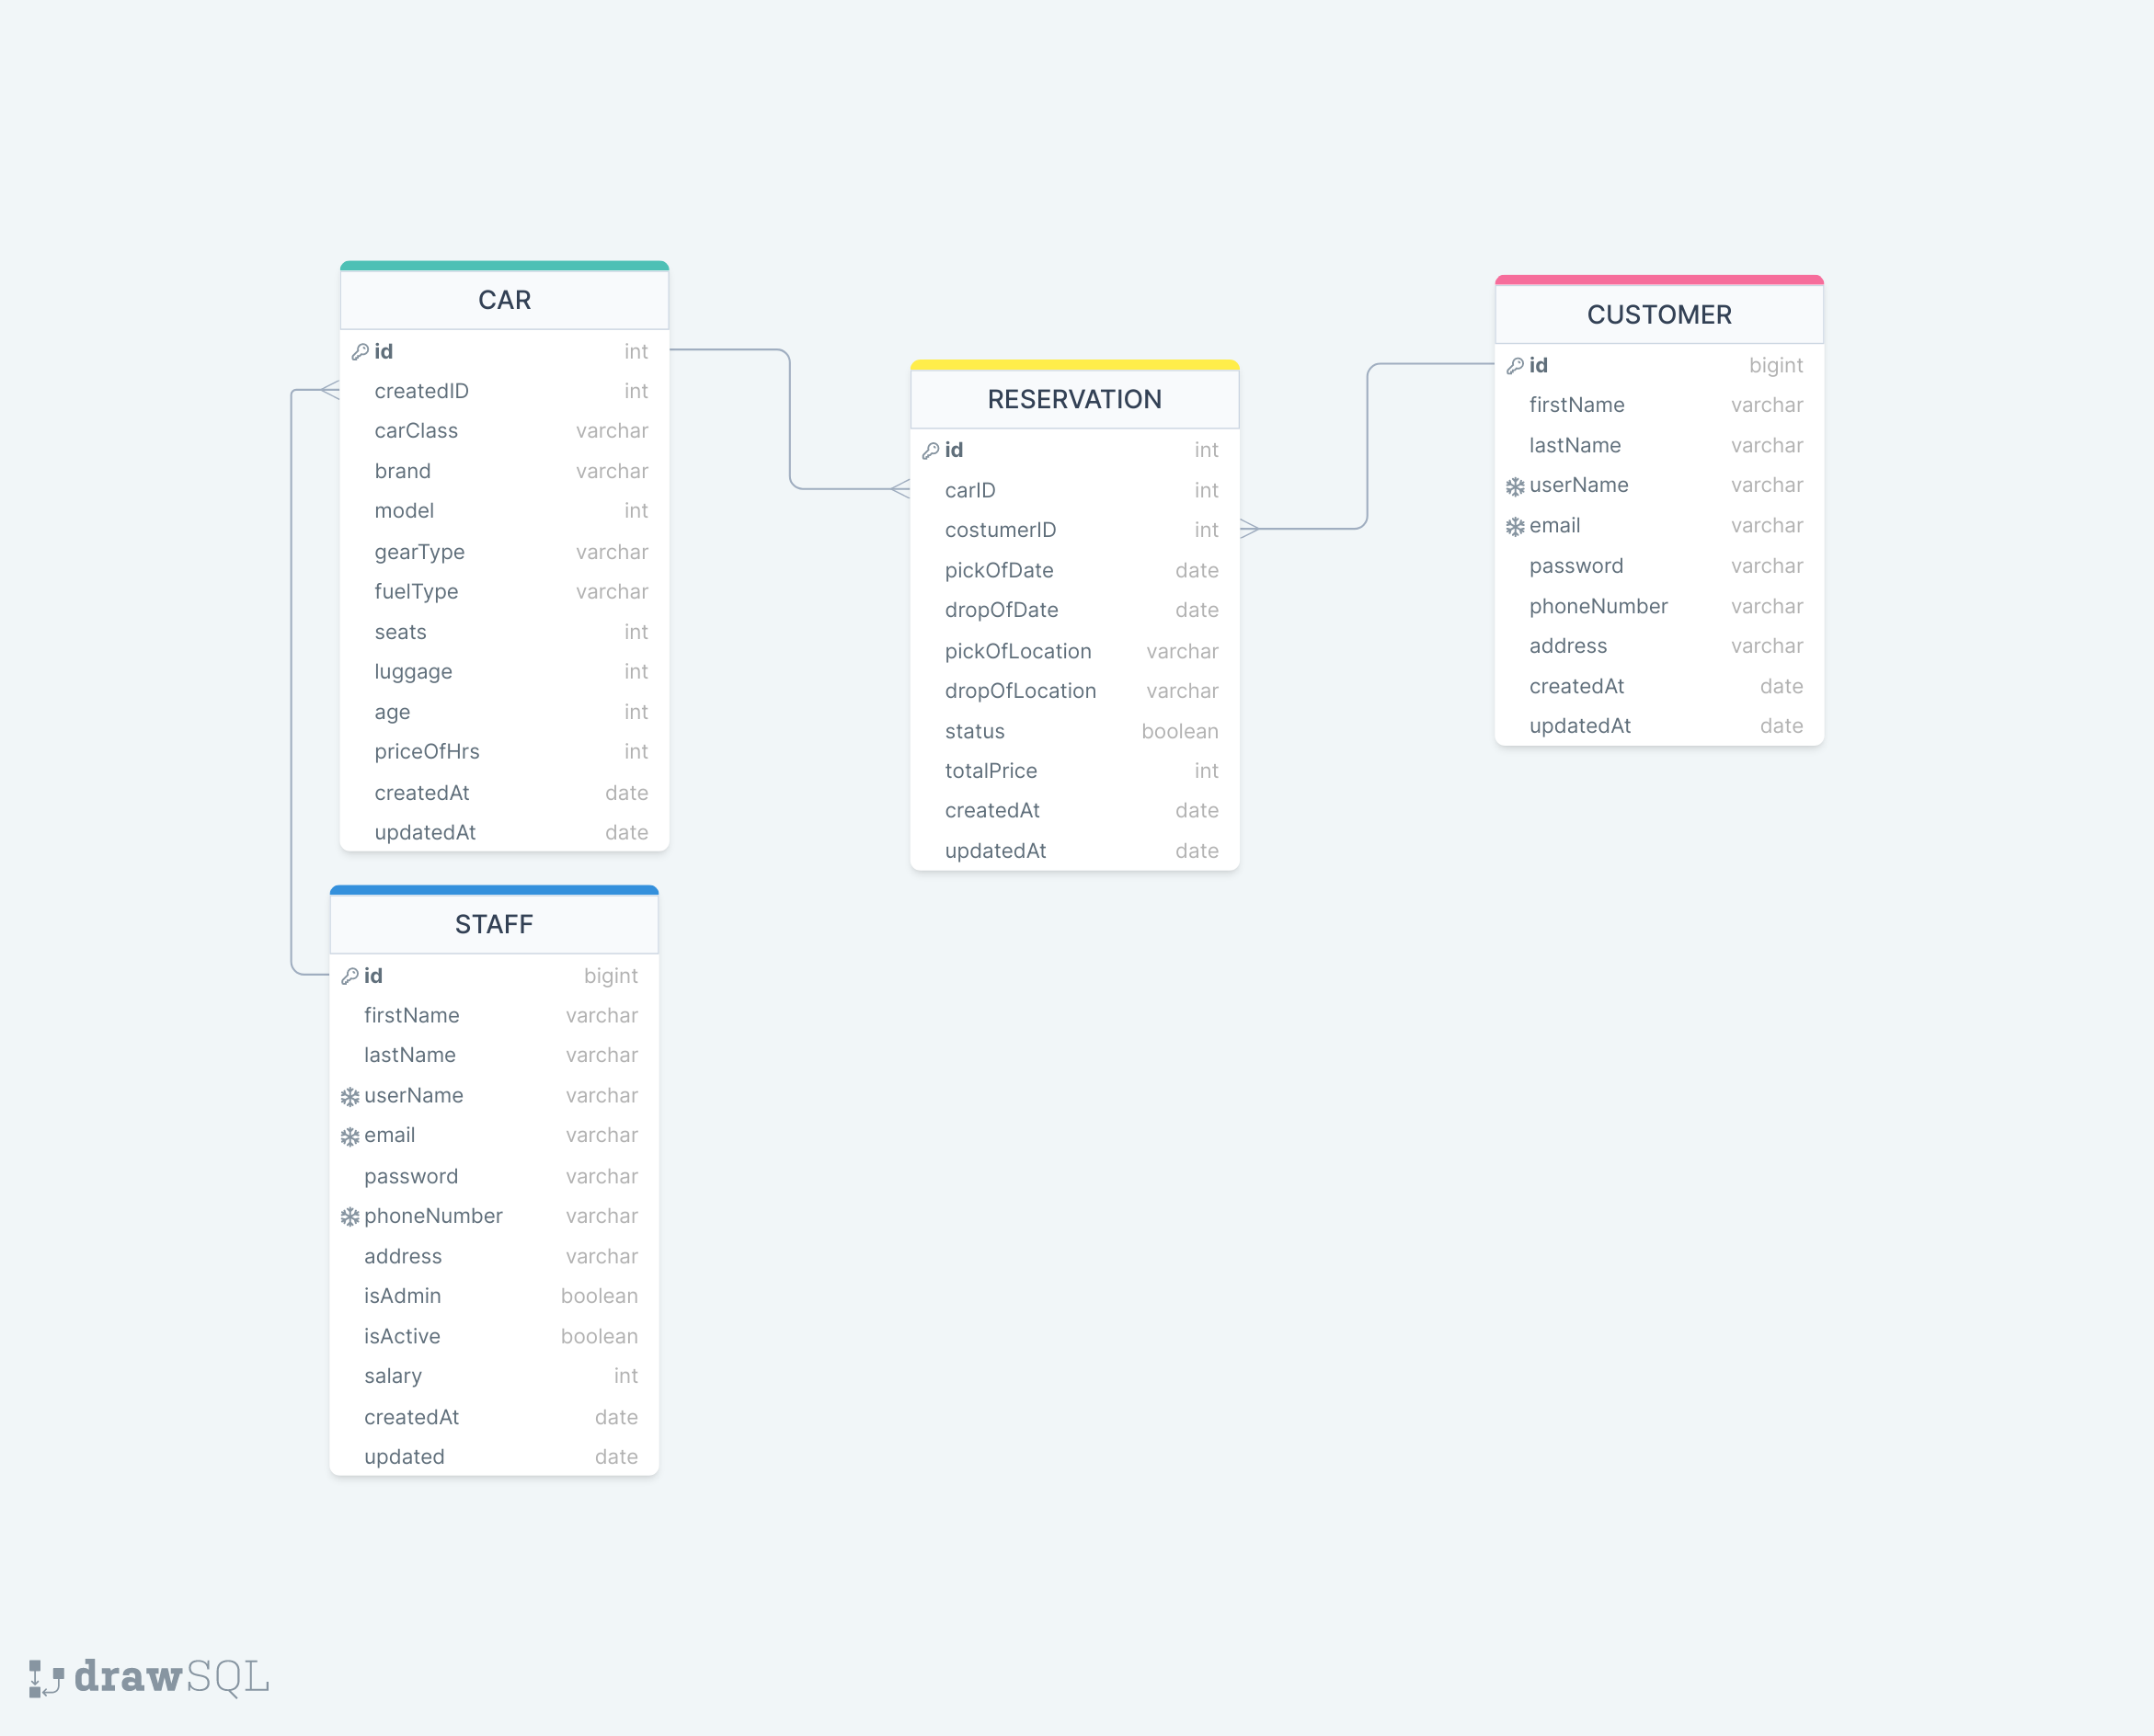 CAR
id int
createdID int
carClass varchar
brand varchar
model int
gearType varchar
fuelType varchar
seats int
luggage int
age int
priceOfHrs int
createdAt date
updatedAt date
STAFF
id bigint
firstName varchar
lastName varchar
userName varchar
email varchar
password varchar
phoneNumber varchar
address varchar
isAdmin boolean
isActive boolean
salary int
createdAt date
updated date
RESERVATION
id int
carID int
costumerID int
pickOfDate date
dropOfDate date
pickOfLocation varchar
dropOfLocation varchar
status boolean
totalPrice int
createdAt date
updatedAt date
CUSTOMER
id bigint
firstName varchar
lastName varchar
userName varchar
email varchar
password varchar
phoneNumber varchar
address varchar
createdAt date
updatedAt date
drawSQL